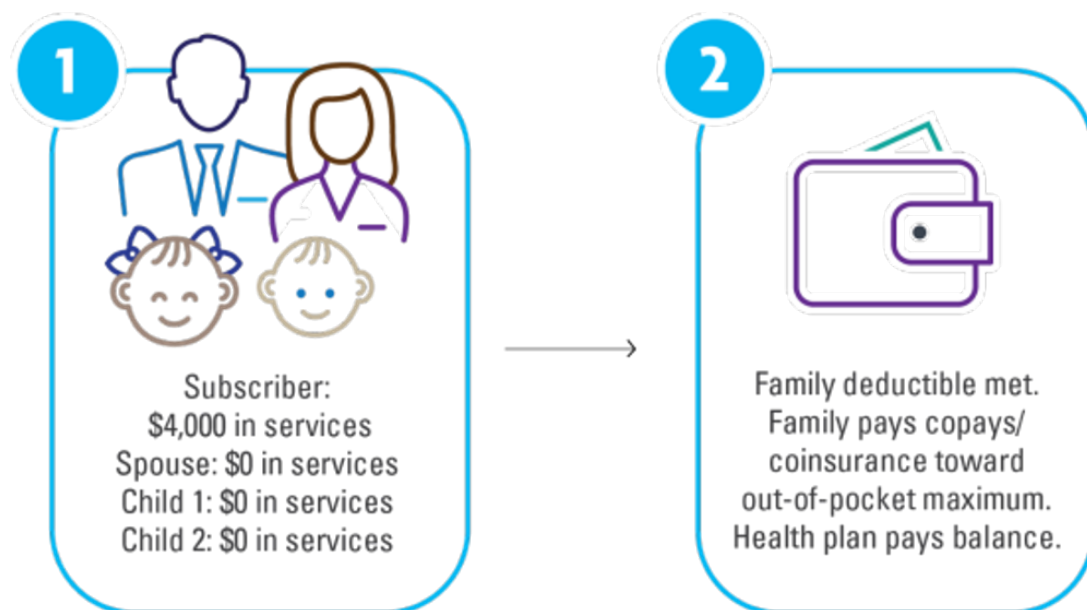 1
Subscriber:
$4,000 in services
Spouse: $0 in services
Child 1: $0 in services
Child 2: $0 in services
2
Family deductible met.
Family pays copays/
coinsurance toward
out-of-pocket maximum.
Health plan pays balance.